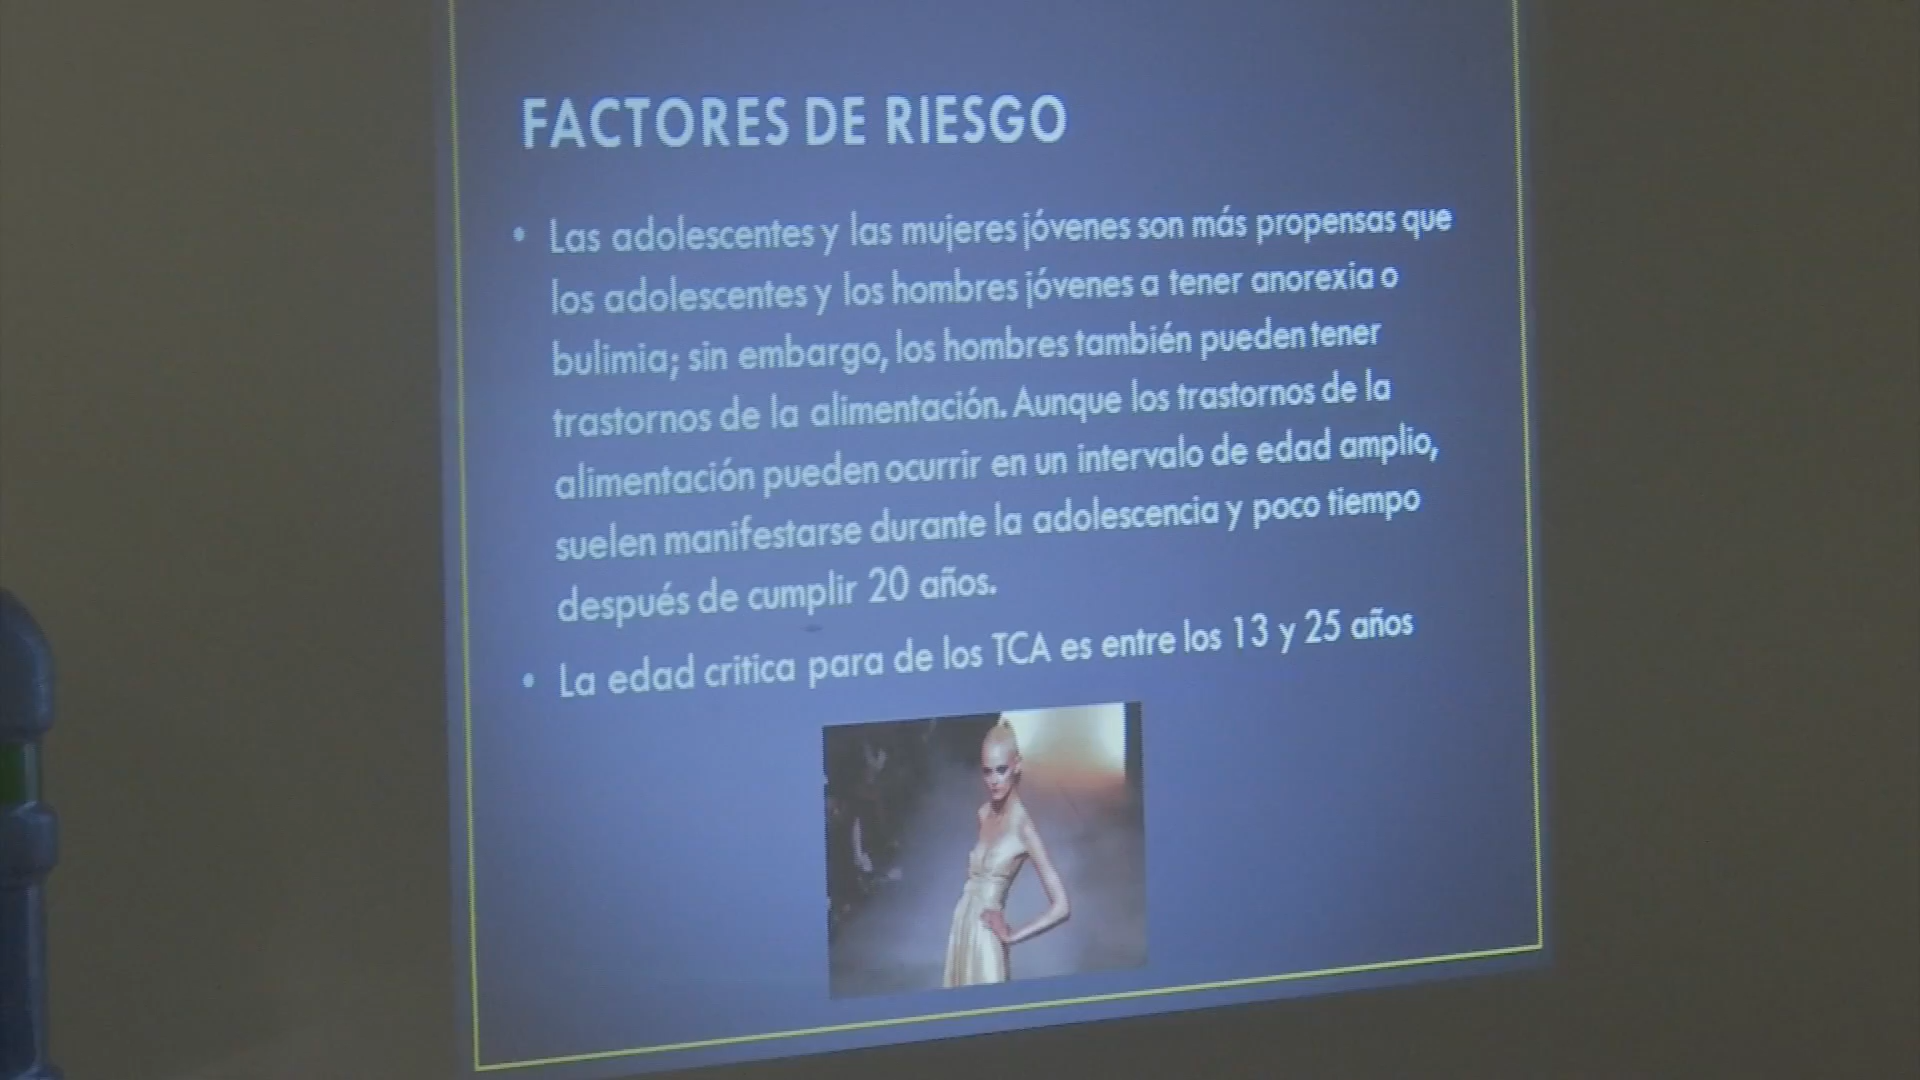 FACTORES DE RIESGO
• Las adolescentes y las mujeres jóvenes son más propensas que
los adolescentes y los hombres jóvenes a tener anorexia o
bulimia; sin embargo, los hombres también pueden tener
trastornos de la alimentación. Aunque los trastornos de la
alimentación pueden ocurrir en un intervalo de edad amplio,
suelen manifestarse durante la adolescencia y poco tiempo
después de cumplir 20 años.
• La edad critica para de los TCA es entre los 13 y 25 años